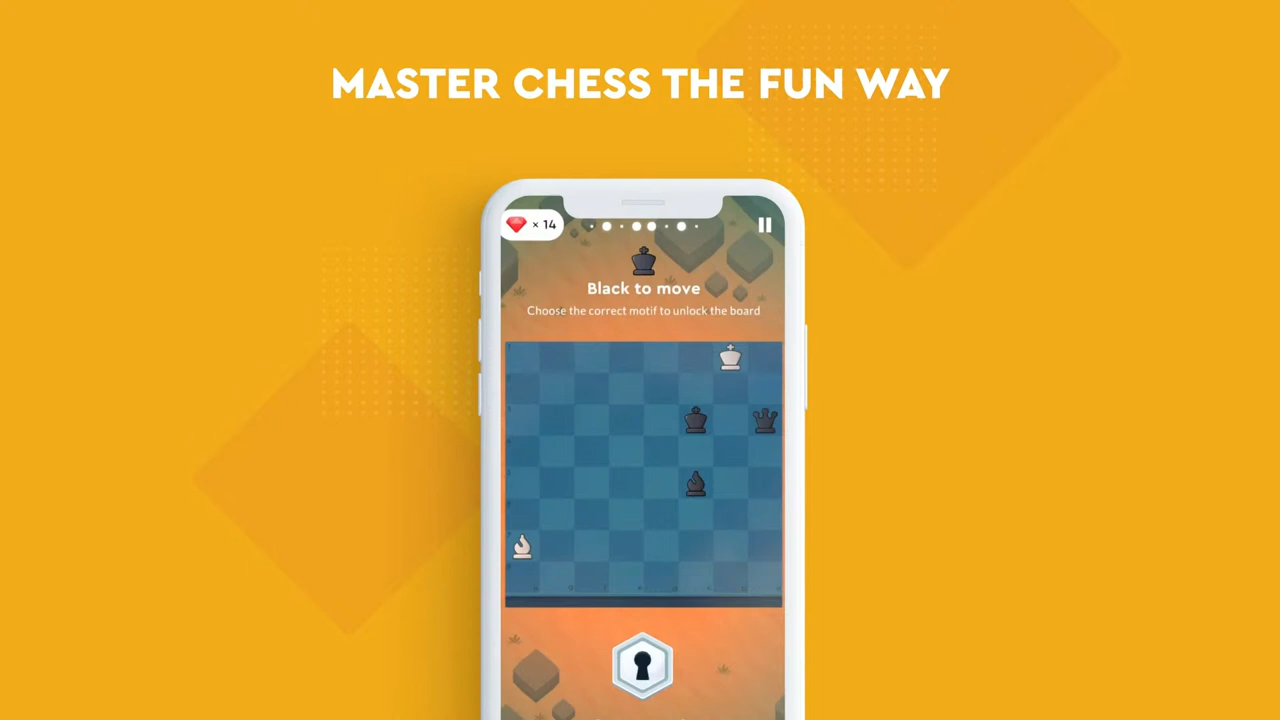 MASTER CHESS THE FUN WAY
× 14
Black to move
Choose the correct motif to unlock the board